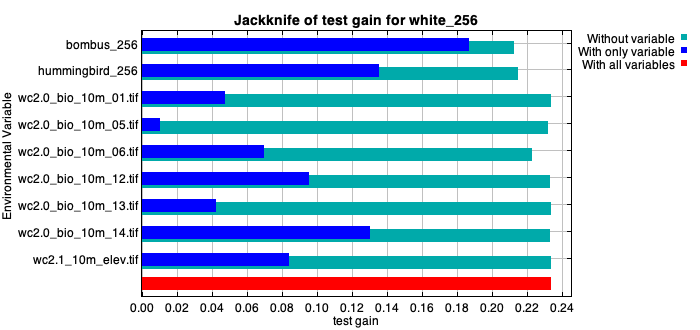 Jackknife of test gain for white_256
Environmental Variable
bombus_256
hummingbird_256
wc2.0_bio_10m_01.tif
wc2.0_bio_10m_05.tif
wc2.0_bio_10m_06.tif
wc2.0_bio_10m_12.tif
wc2.0_bio_10m_13.tif
wc2.0_bio_10m_14.tif
wc2.1_10m_elev.tif
0.00 0.02 0.04 0.06 0.08 0.10 0.12 0.14 0.16 0.18 0.20 0.22 0.24
test gain
Without variable
With only variable
With all variables